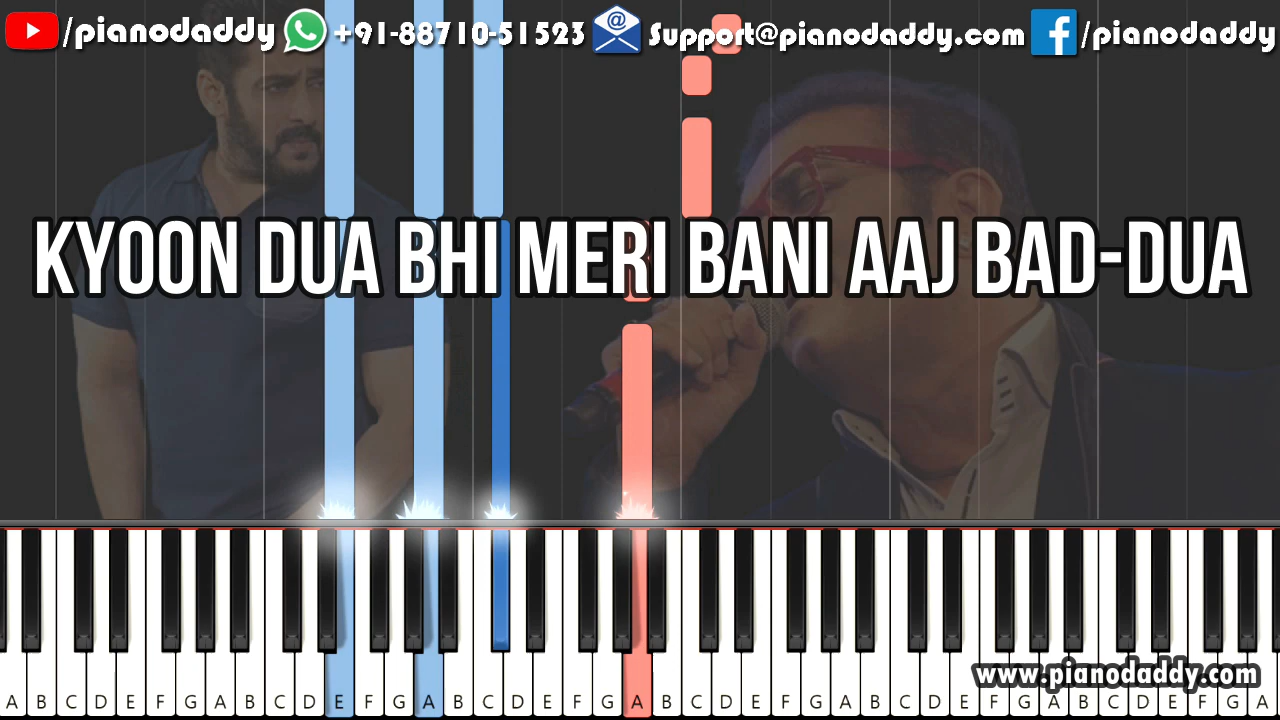 /pianodaddy +91-88710-51523 Support@pianodaddy.com /pianodaddy
KYOON DUA BHI MERI BANI AAJ BAD-DUA
www.pianodaddy.com
A B C D E F G A B C D E F G A B C D E F G A B C D E F G A B C D E F G A B C D E F G A